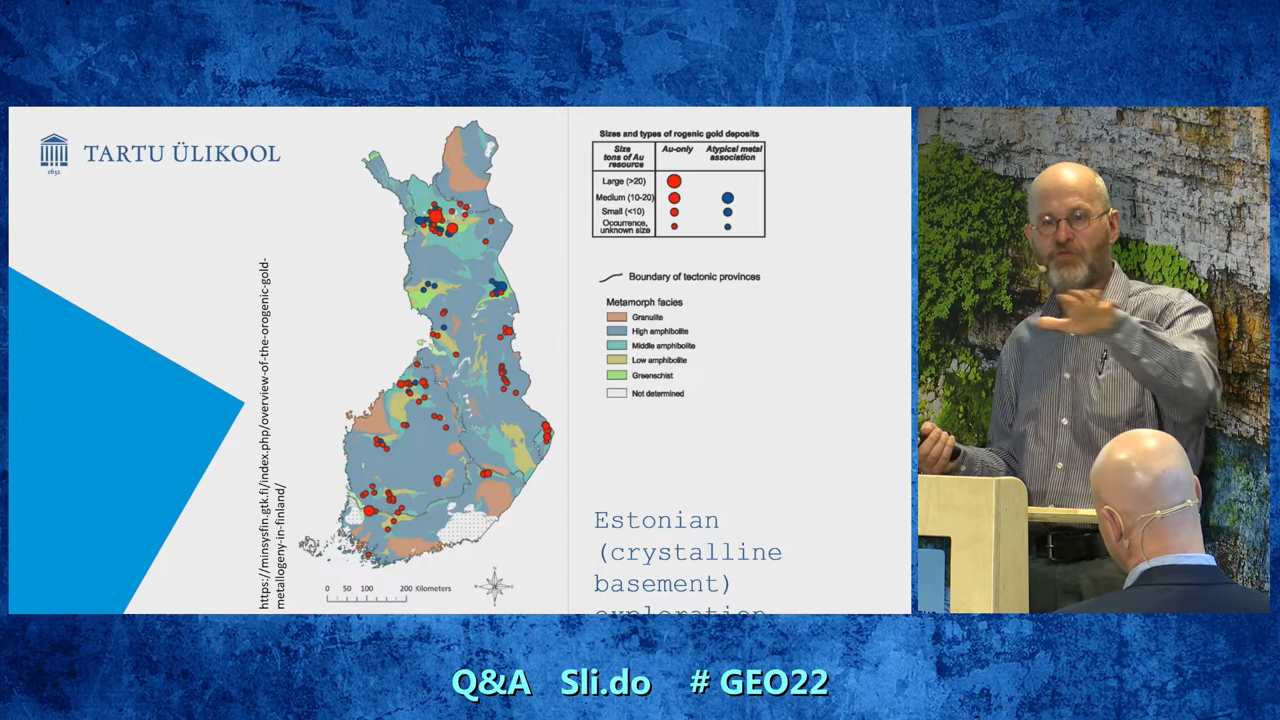 TARTU ÜLIKOOL
1632
https://minsysfin.gtk.fi/index.php/overview-of-the-orogenic-gold-
metallogeny-in-finland/
0 50 100 200 Kilometers
Sizes and types of rogenic gold deposits
Size
tons of Au
resource
Au-only
Atypical metal
association
Large (>20)
Medium (10-20)
Small (<10)
Occurrence,
unknown size
Boundary of tectonic provinces
Metamorph facies
Granulite
High amphibolite
Middle amphibolite
Low amphibolite
Greenschist
Not determined
Estonian
(crystalline
basement)
exploration
Q&A Sli.do # GEO22